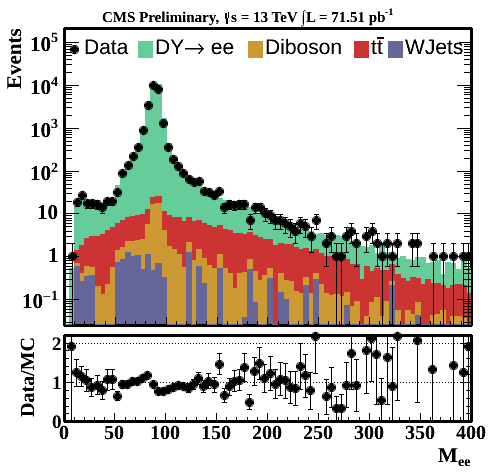 CMS Preliminary, √s = 13 TeV ∫L = 71.51 pb⁻¹
Events
Data DY→ ee Diboson tt̄ WJets
10⁵
10⁴
10³
10²
10
1
10⁻¹
Data/MC
2
1
0
0 50 100 150 200 250 300 350 400
Mₑₑ